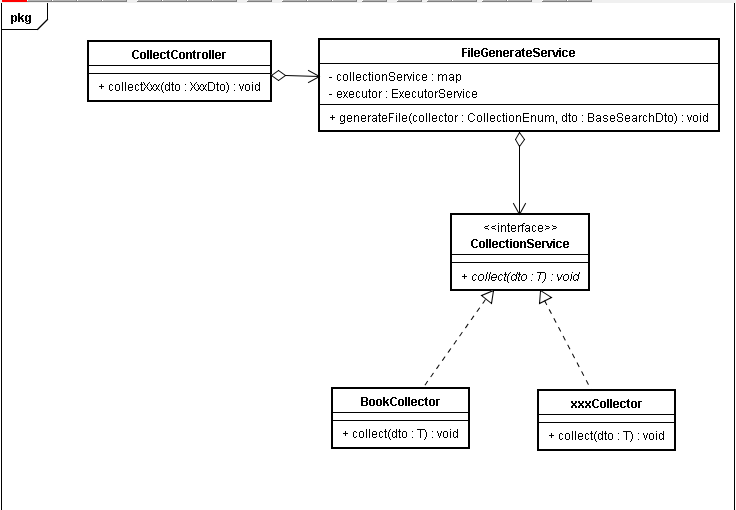 pkg
CollectController
+ collectXxx(dto : XxxDto) : void
FileGenerateService
- collectionService : map
- executor : ExecutorService
+ generateFile(collector : CollectionEnum, dto : BaseSearchDto) : void
<<interface>>
CollectionService
+ collect(dto : T) : void
BookCollector
+ collect(dto : T) : void
xxxCollector
+ collect(dto : T) : void